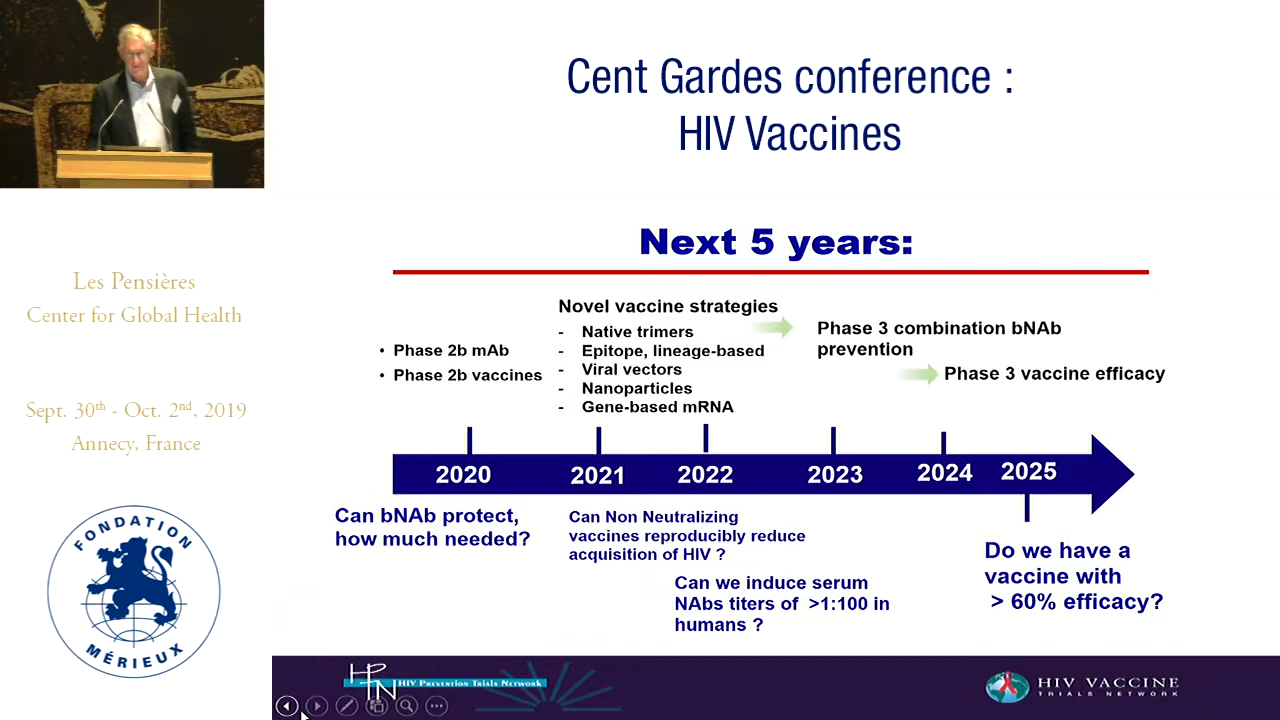 Cent Gardes conference :
HIV Vaccines
Les Pensières
Center for Global Health
Sept. 30th - Oct. 2nd, 2019
Annecy, France
FONDATION
MÉRIEUX
Next 5 years:
• Phase 2b mAb
• Phase 2b vaccines
Novel vaccine strategies
- Native trimers
- Epitope, lineage-based
- Viral vectors
- Nanoparticles
- Gene-based mRNA
Phase 3 combination bNAb
prevention
Phase 3 vaccine efficacy
2020 2021 2022 2023 2024 2025
Can bNAb protect,
how much needed?
Can Non Neutralizing
vaccines reproducibly reduce
acquisition of HIV ?
Can we induce serum
NAbs titers of >1:100 in
humans ?
Do we have a
vaccine with
> 60% efficacy?
HPTN
HIV Prevention Trials Network
HIV VACCINE
TRIALS NETWORK